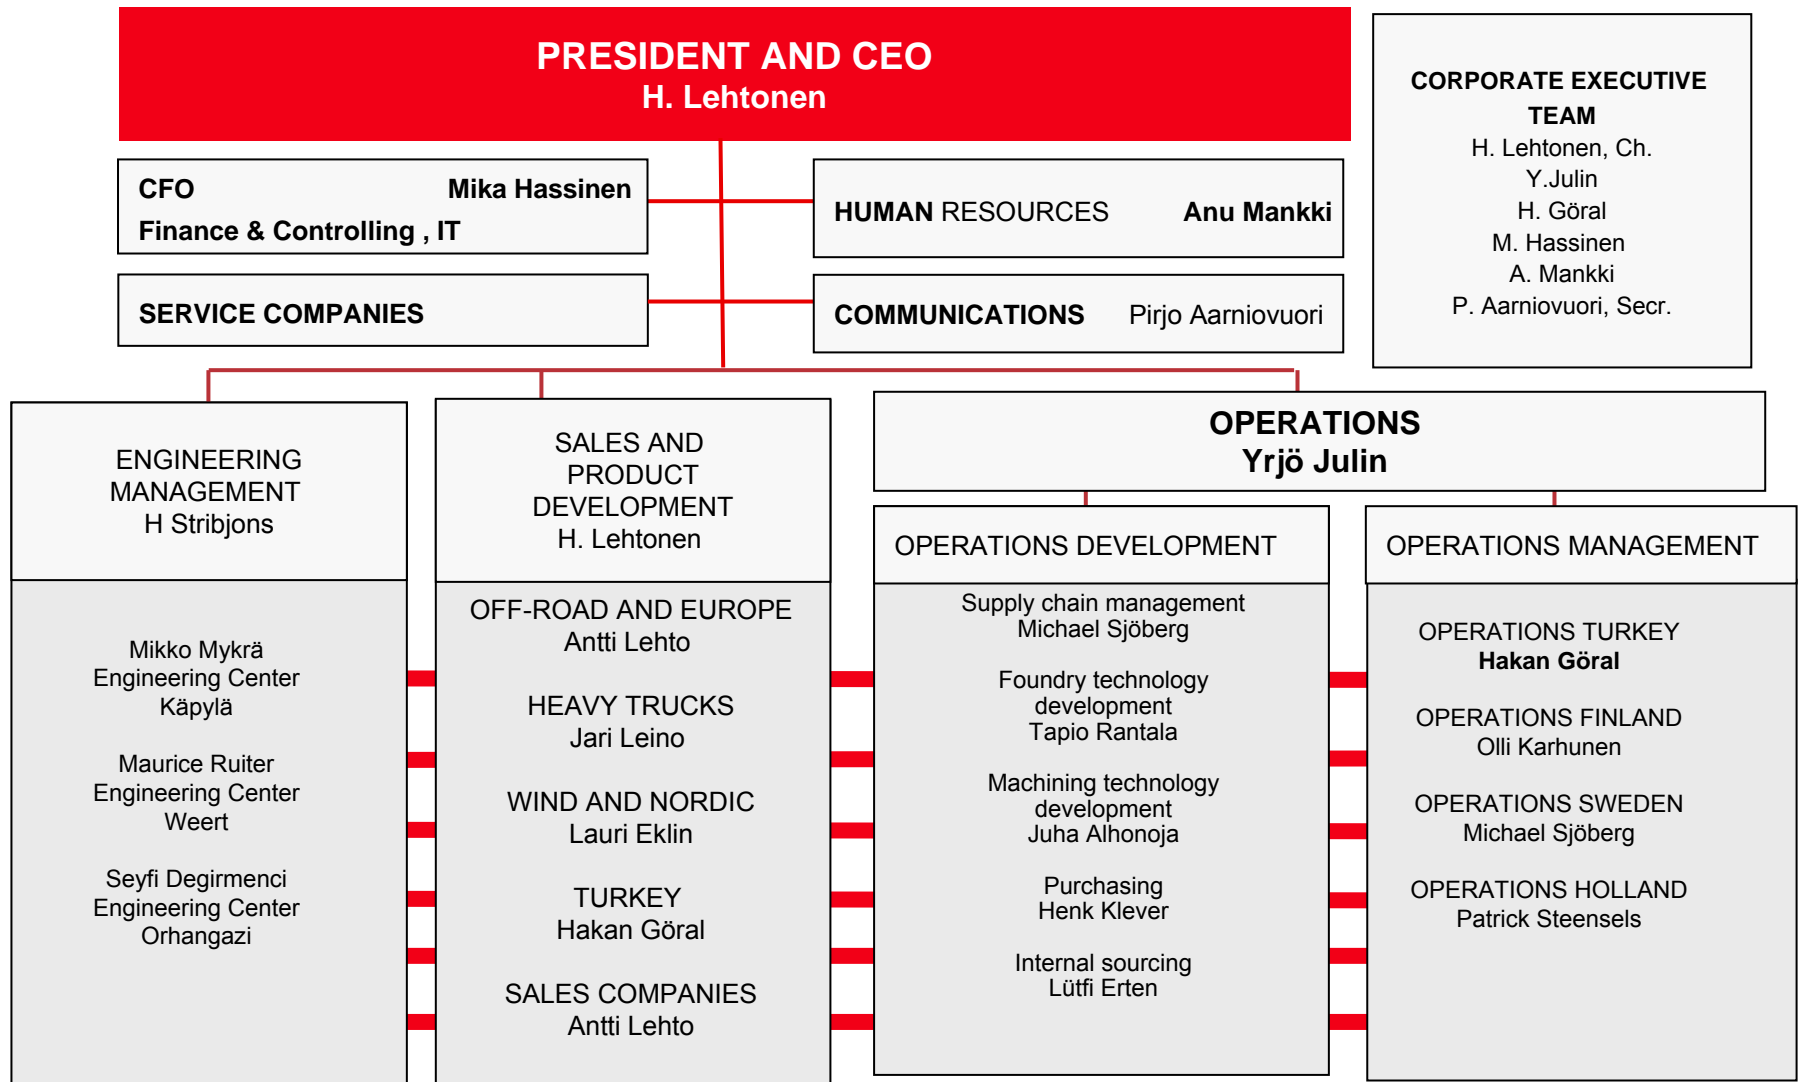 PRESIDENT AND CEO
H. Lehtonen
CORPORATE EXECUTIVE
TEAM
H. Lehtonen, Ch.
Y.Julin
H. Göral
M. Hassinen
A. Mankki
P. Aarniovuori, Secr.
CFO Mika Hassinen
Finance & Controlling , IT
HUMAN RESOURCES Anu Mankki
SERVICE COMPANIES
COMMUNICATIONS Pirjo Aarniovuori
ENGINEERING
MANAGEMENT
H Stribjons
Mikko Mykrä
Engineering Center
Käpylä
Maurice Ruiter
Engineering Center
Weert
Seyfi Degirmenci
Engineering Center
Orhangazi
SALES AND
PRODUCT
DEVELOPMENT
H. Lehtonen
OFF-ROAD AND EUROPE
Antti Lehto
HEAVY TRUCKS
Jari Leino
WIND AND NORDIC
Lauri Eklin
TURKEY
Hakan Göral
SALES COMPANIES
Antti Lehto
OPERATIONS
Yrjö Julin
OPERATIONS DEVELOPMENT
Supply chain management
Michael Sjöberg
Foundry technology
development
Tapio Rantala
Machining technology
development
Juha Alhonoja
Purchasing
Henk Klever
Internal sourcing
Lütfi Erten
OPERATIONS MANAGEMENT
OPERATIONS TURKEY
Hakan Göral
OPERATIONS FINLAND
Olli Karhunen
OPERATIONS SWEDEN
Michael Sjöberg
OPERATIONS HOLLAND
Patrick Steensels